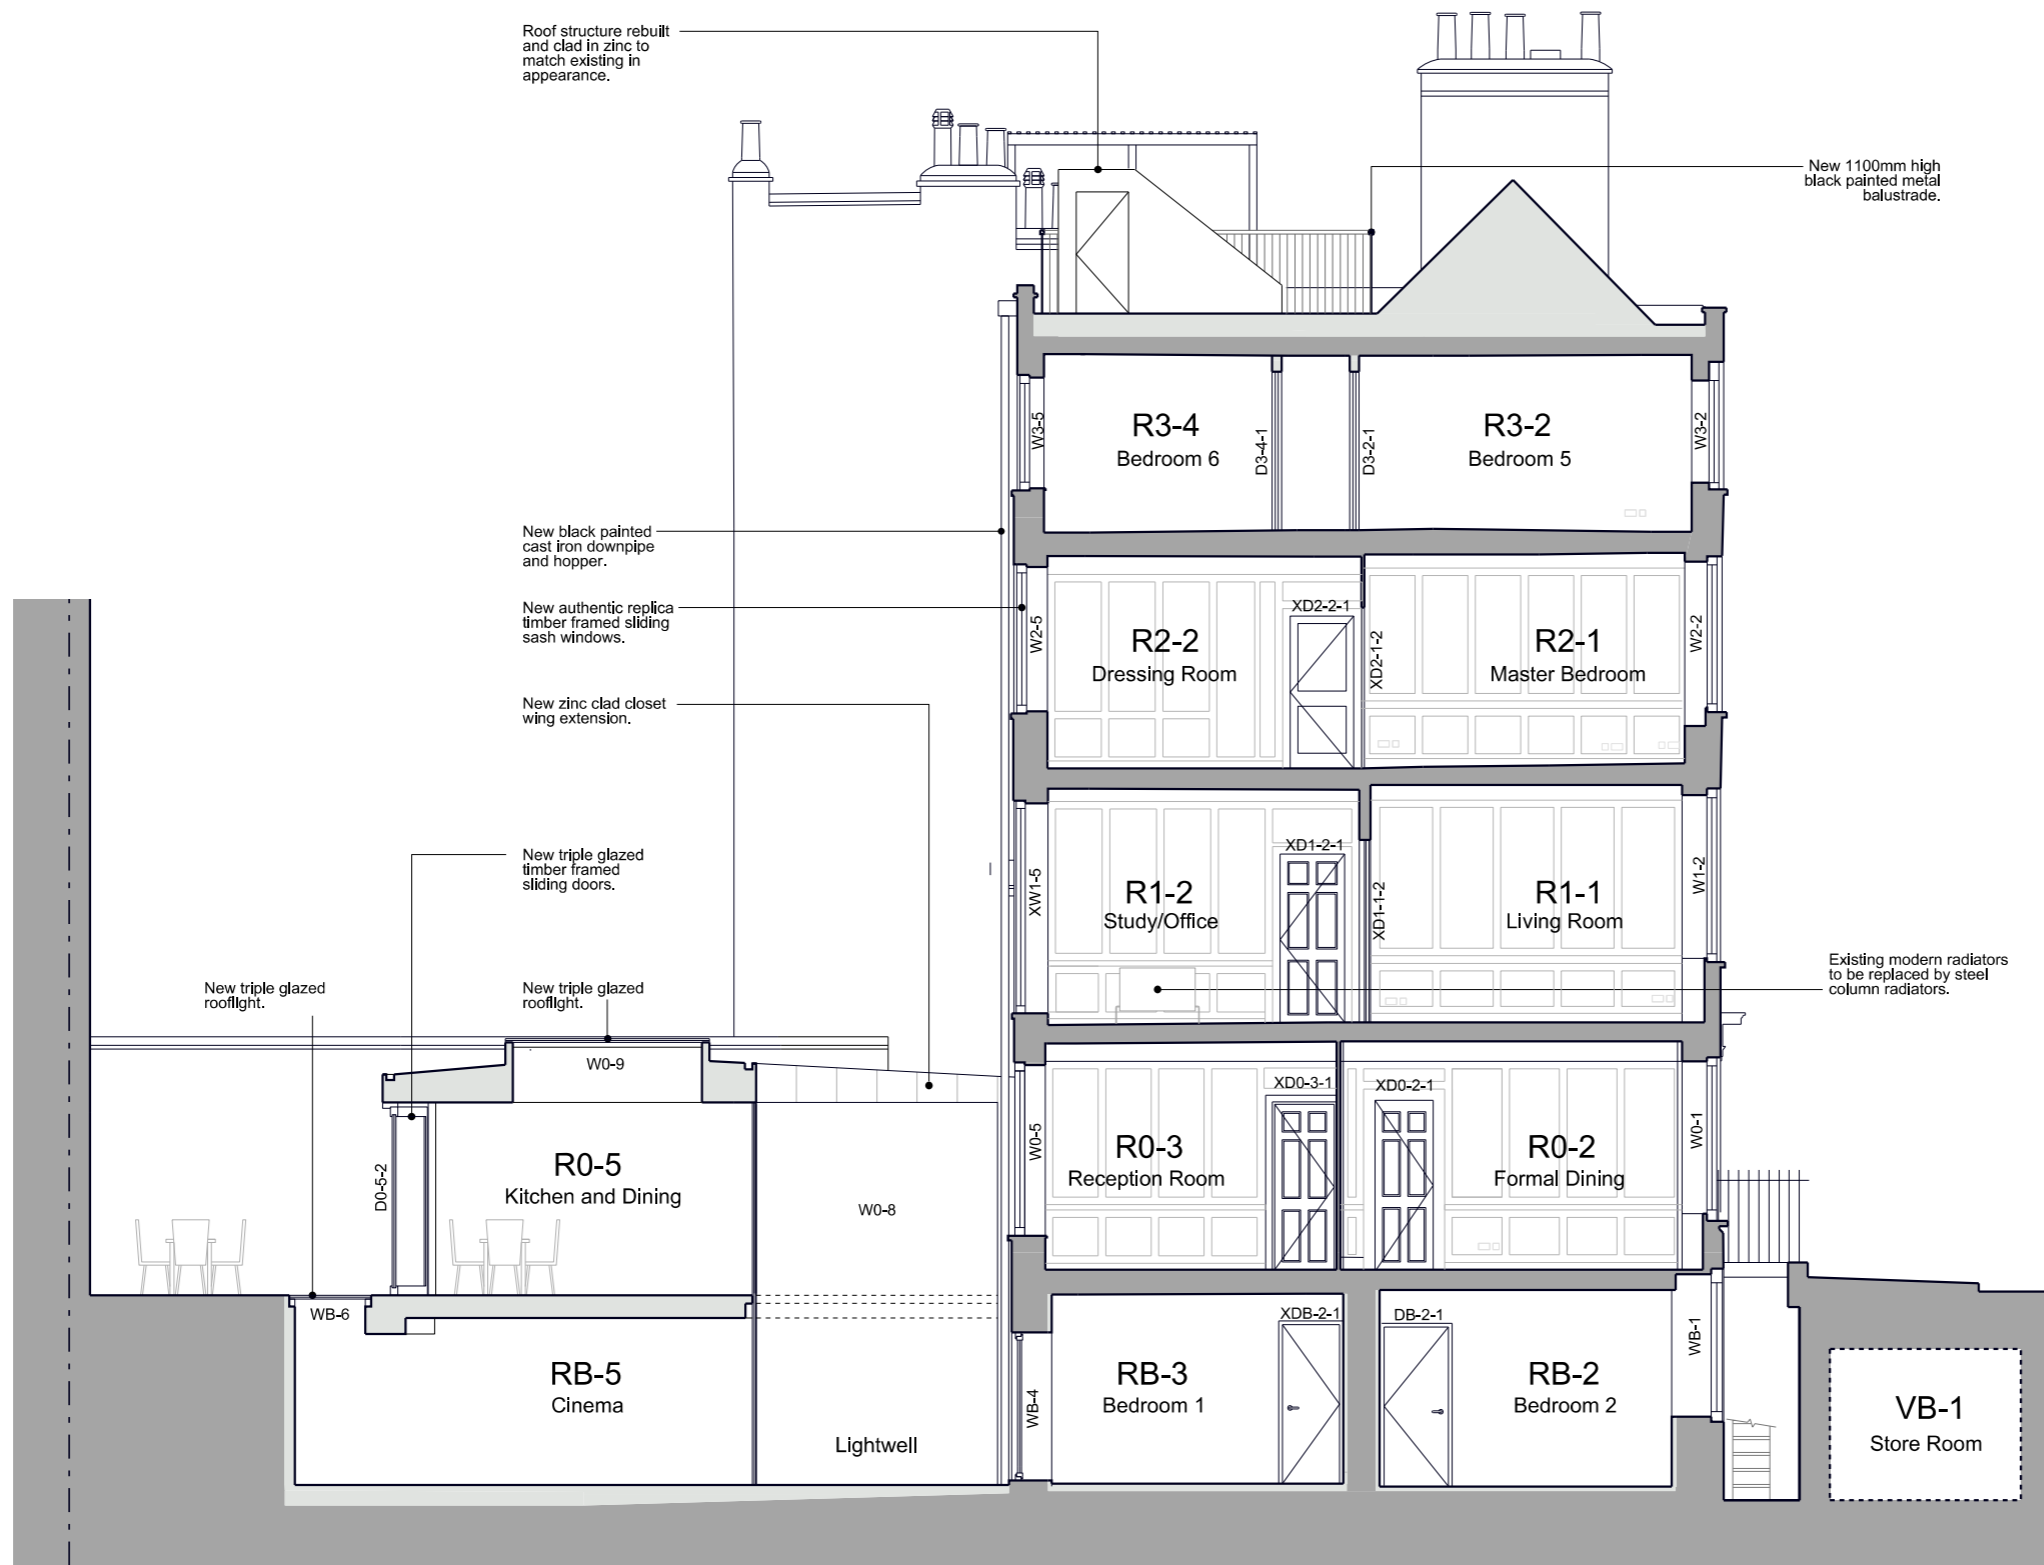 Roof structure rebuilt
and clad in zinc to
match existing in
appearance.
New 1100mm high
black painted metal
balustrade.
W3-5
R3-4
Bedroom 6
D3-4-1
D3-2-1
R3-2
Bedroom 5
W3-2
New black painted
cast iron downpipe
and hopper.
New authentic replica
timber framed sliding
sash windows.
W2-5
R2-2
Dressing Room
XD2-2-1
XD2-1-2
R2-1
Master Bedroom
W2-2
New zinc clad closet
wing extension.
New triple glazed
timber framed
sliding doors.
XW1-5
R1-2
Study/Office
XD1-2-1
XD1-1-2
R1-1
Living Room
W1-2
Existing modern radiators
to be replaced by steel
column radiators.
New triple glazed
rooflight.
New triple glazed
rooflight.
W0-9
D0-5-2
R0-5
Kitchen and Dining
W0-8
W0-5
R0-3
Reception Room
XD0-3-1
XD0-2-1
R0-2
Formal Dining
W0-1
WB-6
RB-5
Cinema
Lightwell
WB-4
RB-3
Bedroom 1
XDB-2-1
DB-2-1
RB-2
Bedroom 2
WB-1
VB-1
Store Room